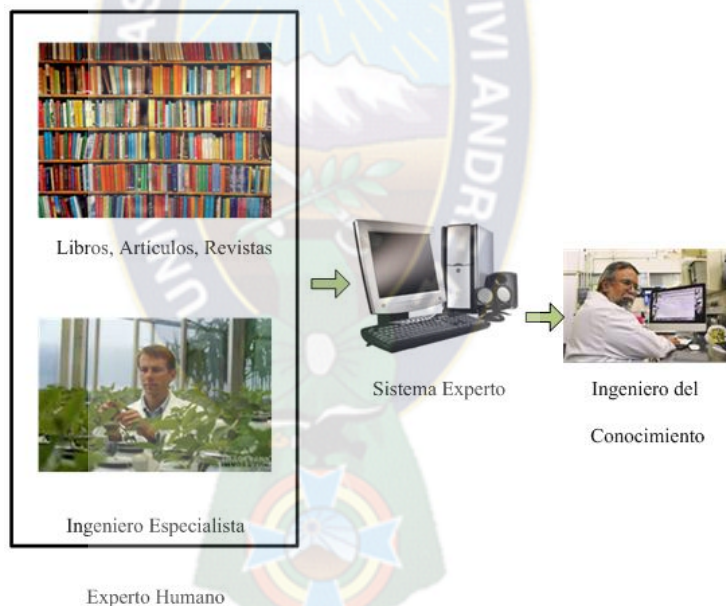 Libros, Artículos, Revistas
Ingeniero Especialista
Experto Humano
Sistema Experto
Ingeniero del
Conocimiento